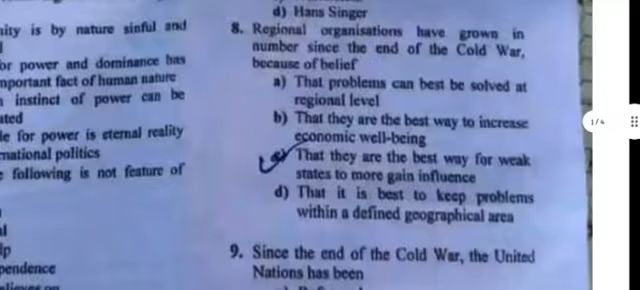 nity is by nature sinful and
or power and dominance has
mportant fact of human nature
instinct of power can be
ated
le for power is eternal reality
national politics
following is not feature of
lp
pendence
d) Hans Singer
8. Regional organisations have grown in
number since the end of the Cold War,
because of belief
a) That problems can best be solved at
regional level
b) That they are the best way to increase
economic well-being
That they are the best way for weak
states to more gain influence
d) That it is best to keep problems
within a defined geographical area
9. Since the end of the Cold War, the United
Nations has been
1/4